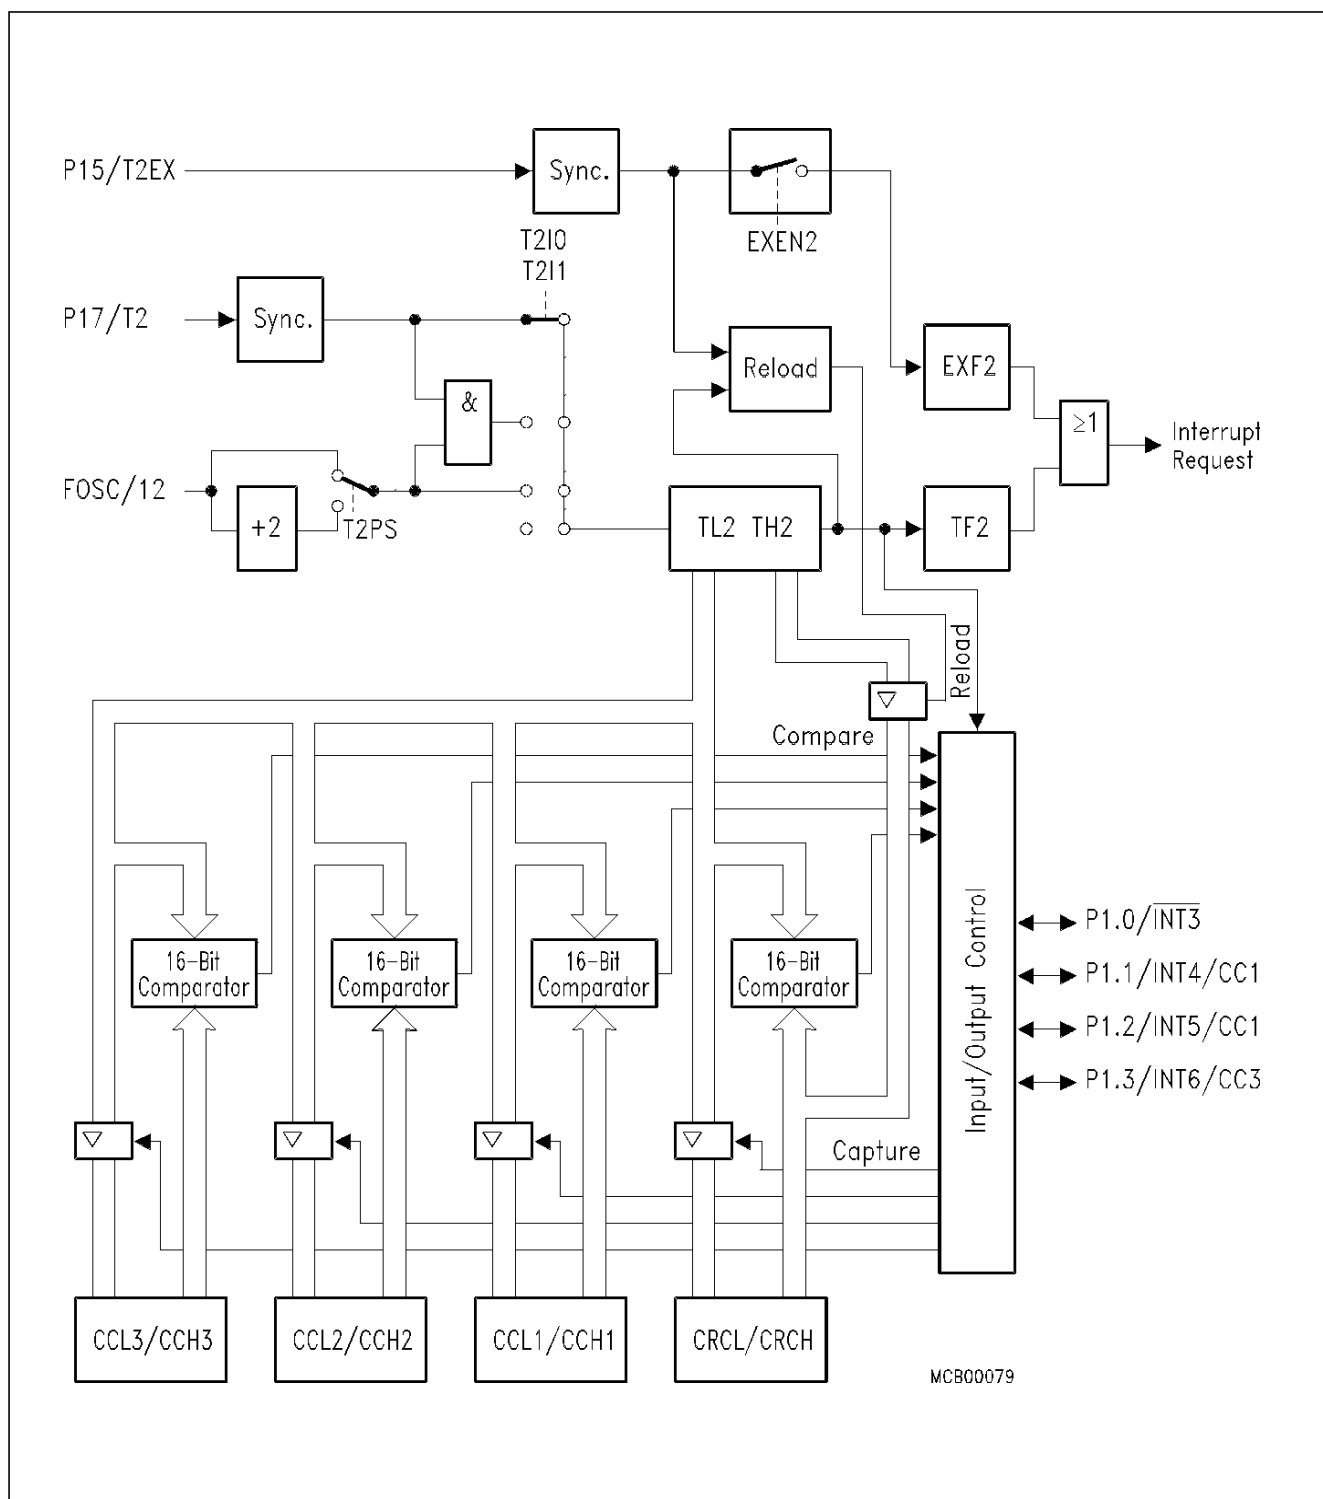 P15/T2EX
Sync.
EXEN2
T2I0
T2I1
P17/T2
Sync.
&
Reload
EXF2
≥1
Interrupt
Request
FOSC/12
+2
T2PS
TL2 TH2
TF2
Reload
Compare
16-Bit
Comparator
16-Bit
Comparator
16-Bit
Comparator
16-Bit
Comparator
Input/Output Control
P1.0/I̅N̅T̅3̅
P1.1/INT4/CC1
P1.2/INT5/CC1
P1.3/INT6/CC3
Capture
CCL3/CCH3
CCL2/CCH2
CCL1/CCH1
CRCL/CRCH
MCB00079